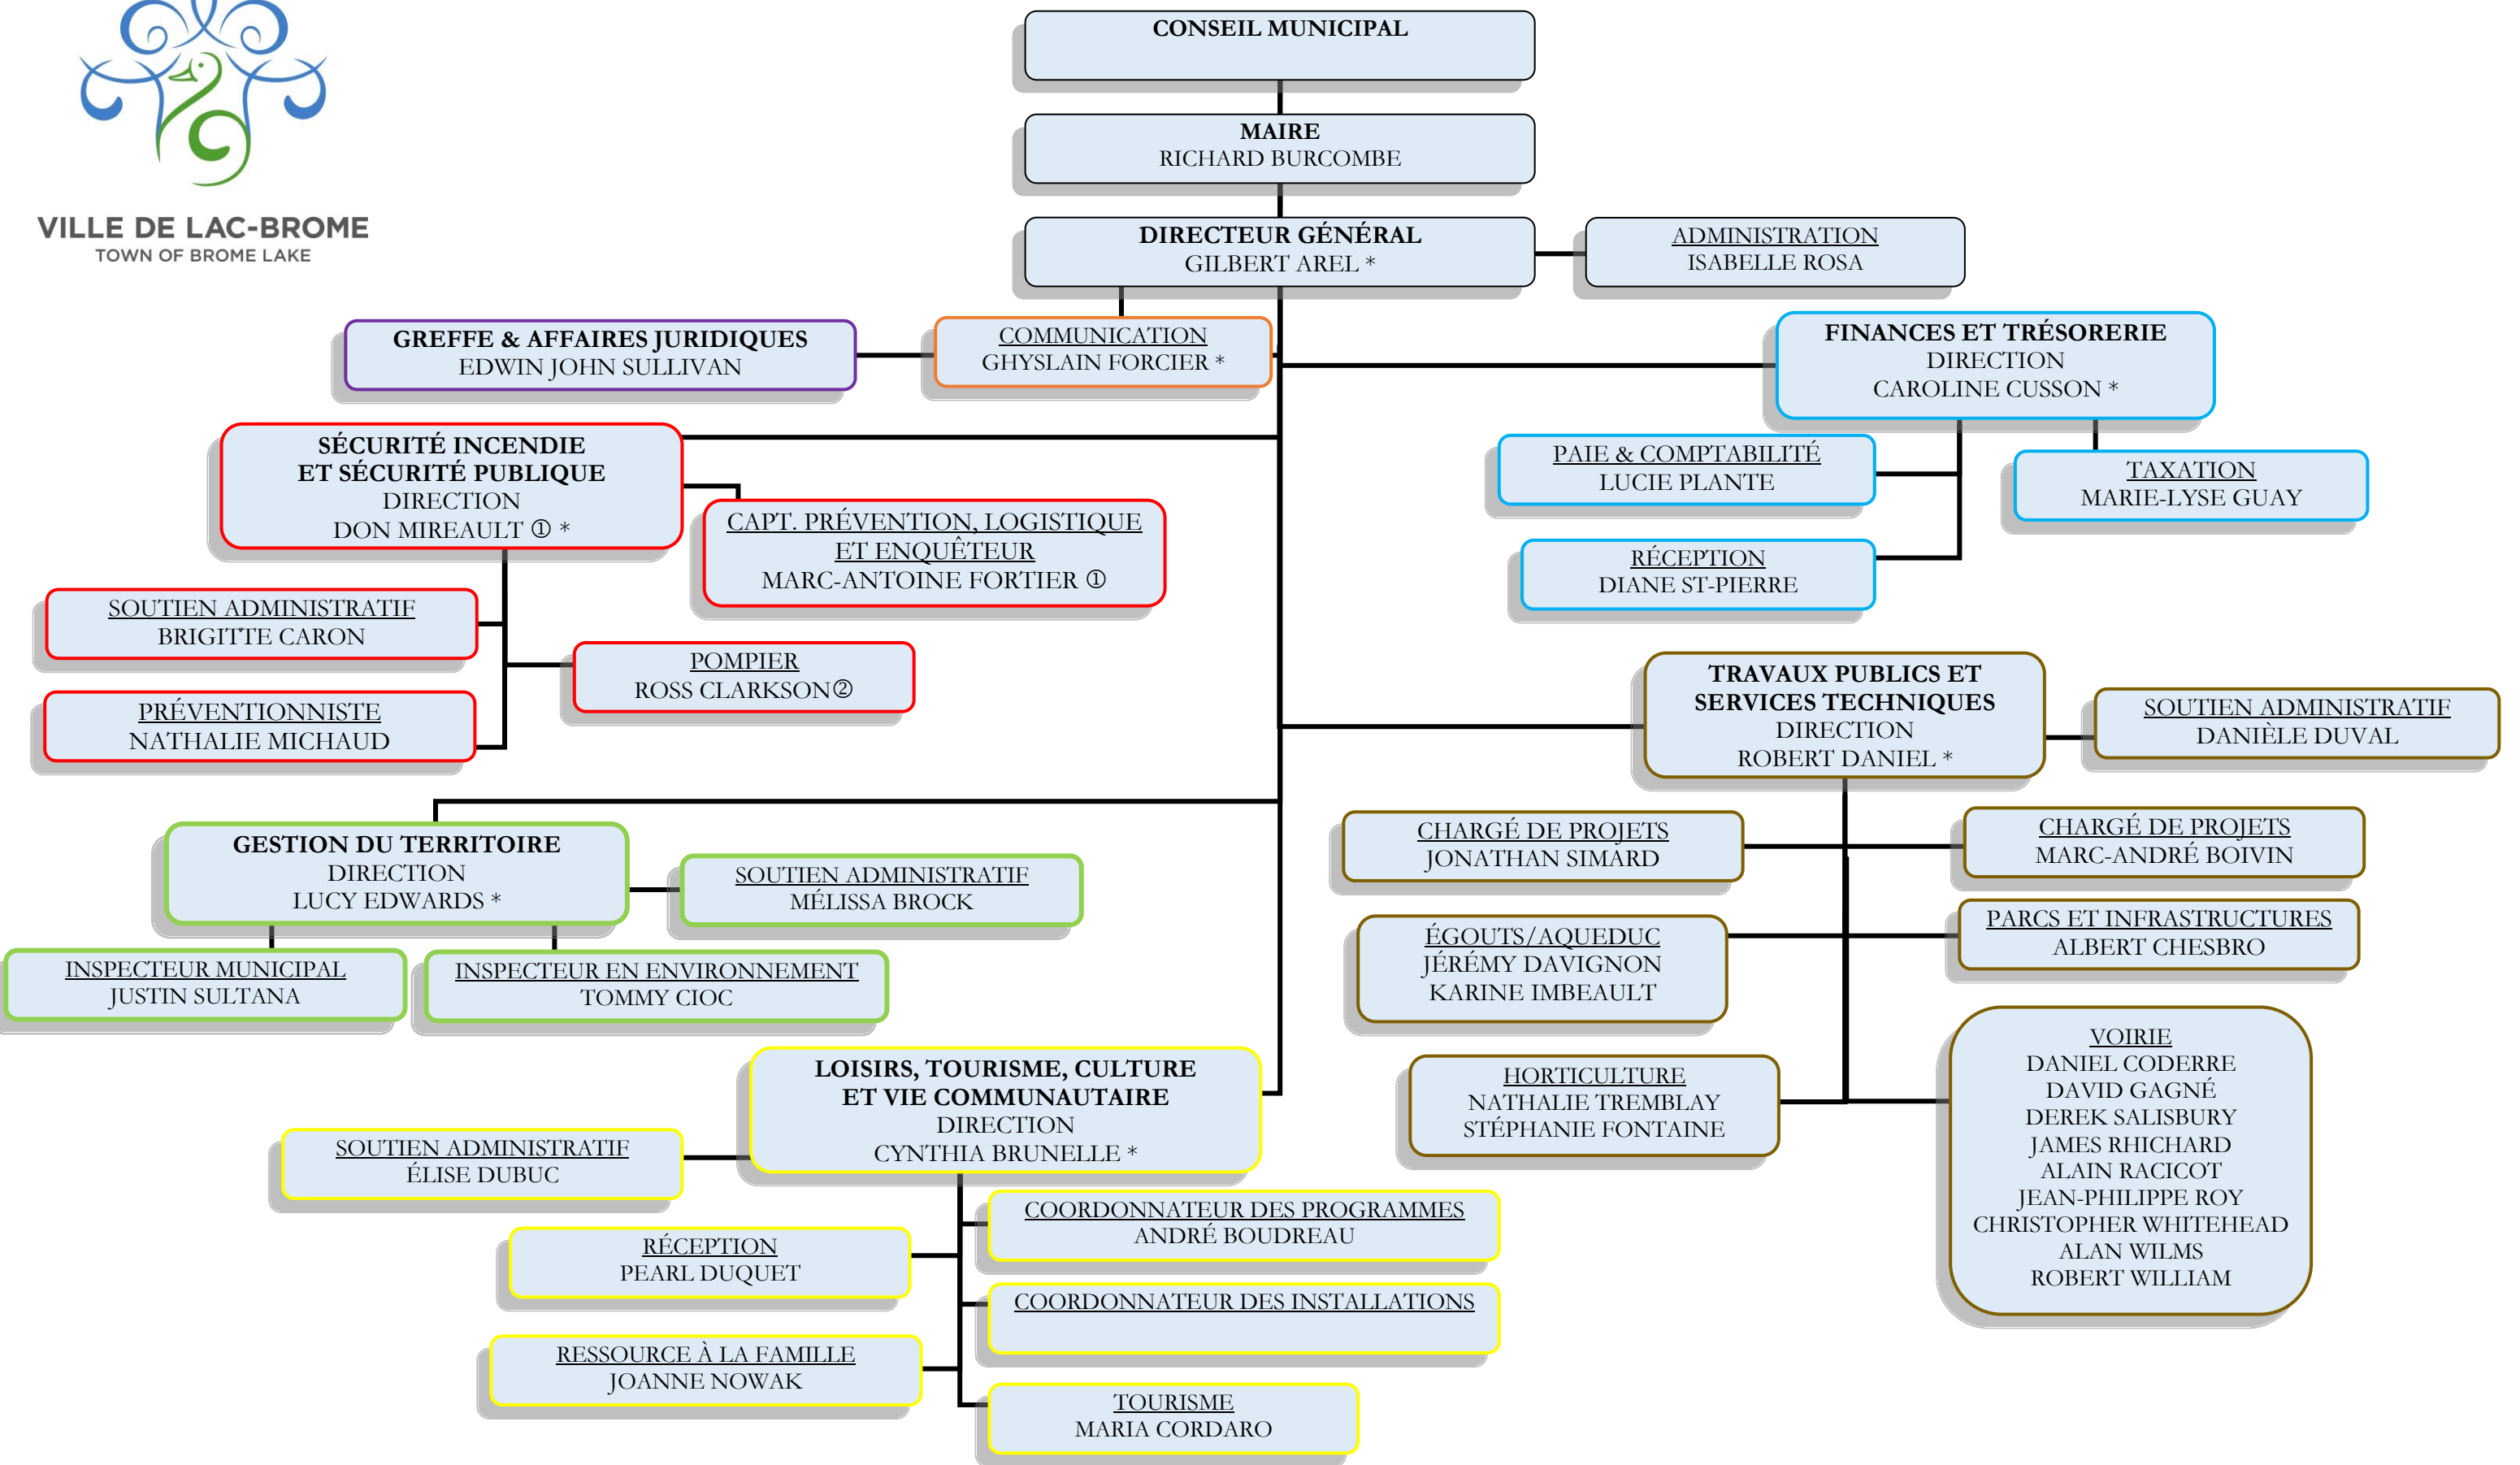 VILLE DE LAC-BROME
TOWN OF BROME LAKE
CONSEIL MUNICIPAL
MAIRE
RICHARD BURCOMBE
DIRECTEUR GÉNÉRAL
GILBERT AREL *
ADMINISTRATION
ISABELLE ROSA
GREFFE & AFFAIRES JURIDIQUES
EDWIN JOHN SULLIVAN
COMMUNICATION
GHYSLAIN FORCIER *
FINANCES ET TRÉSORERIE
DIRECTION
CAROLINE CUSSON *
PAIE & COMPTABILITÉ
LUCIE PLANTE
TAXATION
MARIE-LYSE GUAY
RÉCEPTION
DIANE ST-PIERRE
SÉCURITÉ INCENDIE
ET SÉCURITÉ PUBLIQUE
DIRECTION
DON MIREAULT ① *
CAPT. PRÉVENTION, LOGISTIQUE
ET ENQUÊTEUR
MARC-ANTOINE FORTIER ①
SOUTIEN ADMINISTRATIF
BRIGITTE CARON
POMPIER
ROSS CLARKSON②
PRÉVENTIONNISTE
NATHALIE MICHAUD
TRAVAUX PUBLICS ET
SERVICES TECHNIQUES
DIRECTION
ROBERT DANIEL *
SOUTIEN ADMINISTRATIF
DANIÈLE DUVAL
CHARGÉ DE PROJETS
JONATHAN SIMARD
CHARGÉ DE PROJETS
MARC-ANDRÉ BOIVIN
ÉGOUTS/AQUEDUC
JÉRÉMY DAVIGNON
KARINE IMBEAULT
PARCS ET INFRASTRUCTURES
ALBERT CHESBRO
HORTICULTURE
NATHALIE TREMBLAY
STÉPHANIE FONTAINE
VOIRIE
DANIEL CODERRE
DAVID GAGNÉ
DEREK SALISBURY
JAMES RHICHARD
ALAIN RACICOT
JEAN-PHILIPPE ROY
CHRISTOPHER WHITEHEAD
ALAN WILMS
ROBERT WILLIAM
GESTION DU TERRITOIRE
DIRECTION
LUCY EDWARDS *
SOUTIEN ADMINISTRATIF
MÉLISSA BROCK
INSPECTEUR MUNICIPAL
JUSTIN SULTANA
INSPECTEUR EN ENVIRONNEMENT
TOMMY CIOC
LOISIRS, TOURISME, CULTURE
ET VIE COMMUNAUTAIRE
DIRECTION
CYNTHIA BRUNELLE *
SOUTIEN ADMINISTRATIF
ÉLISE DUBUC
COORDONNATEUR DES PROGRAMMES
ANDRÉ BOUDREAU
RÉCEPTION
PEARL DUQUET
COORDONNATEUR DES INSTALLATIONS
RESSOURCE À LA FAMILLE
JOANNE NOWAK
TOURISME
MARIA CORDARO